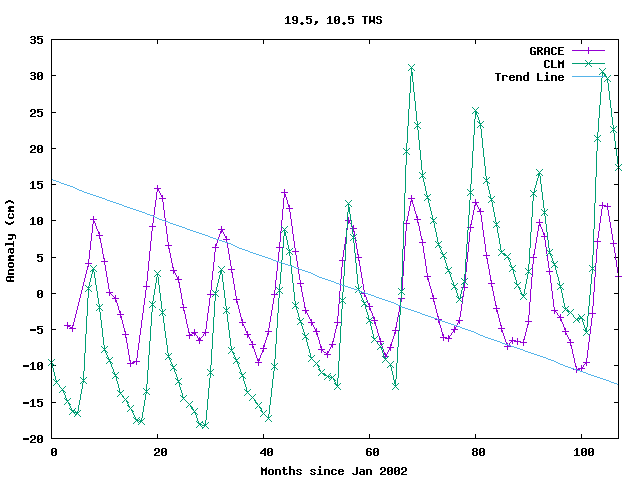 19.5, 10.5 TWS
GRACE
CLM
Trend Line
35
30
25
20
15
10
5
0
-5
-10
-15
-20
Anomaly (cm)
0 20 40 60 80 100
Months since Jan 2002